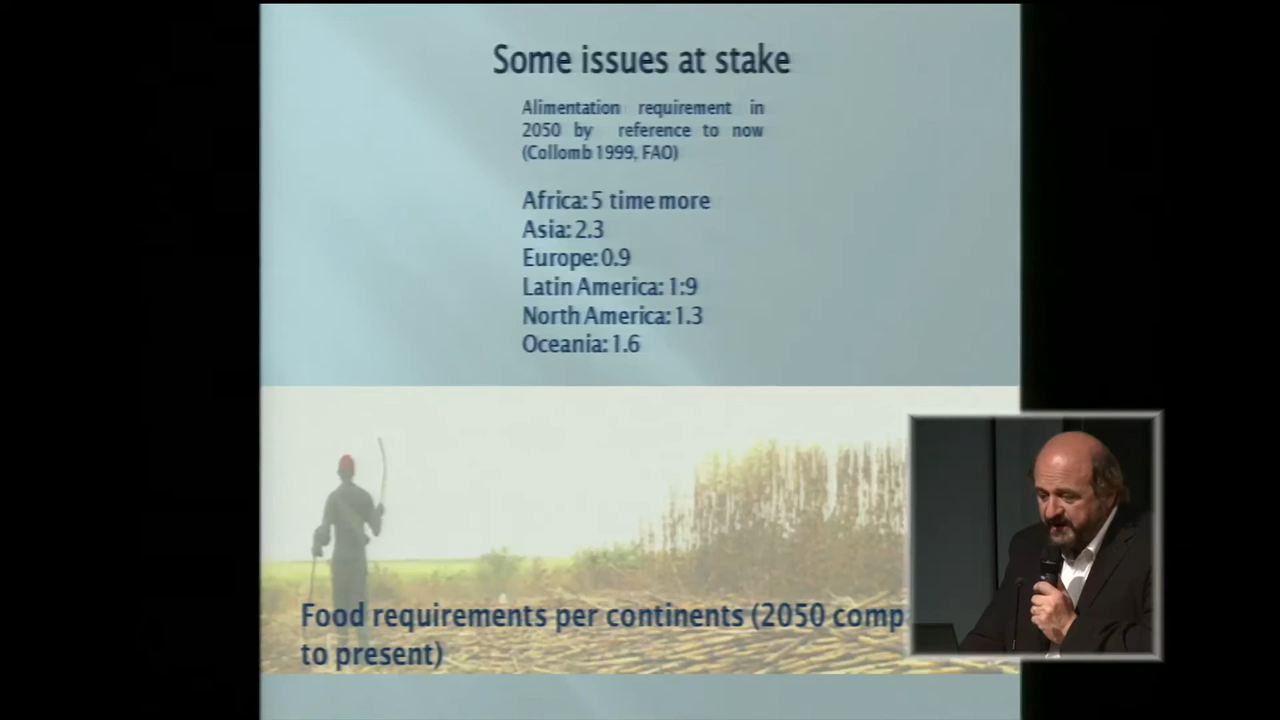 Some issues at stake
Alimentation requirement in
2050 by reference to now
(Collomb 1999, FAO)
Africa: 5 time more
Asia: 2.3
Europe: 0.9
Latin America: 1:9
North America: 1.3
Oceania: 1.6
Food requirements per continents (2050 comp
to present)